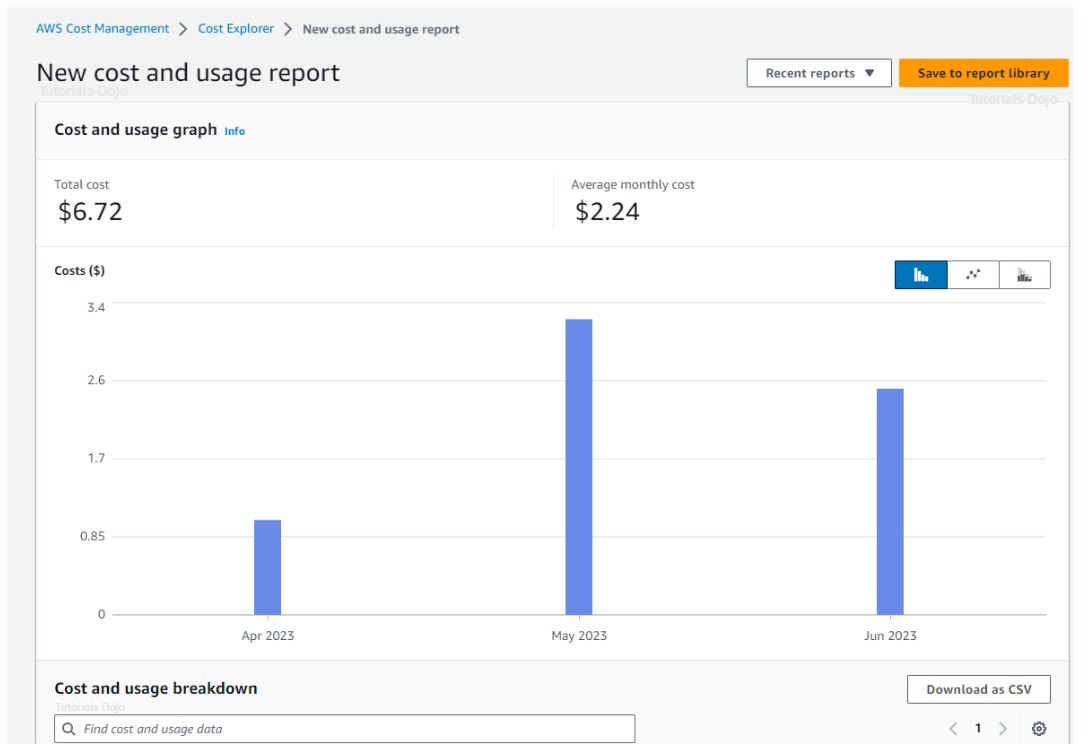 AWS Cost Management > Cost Explorer > New cost and usage report
New cost and usage report
Recent reports ▼
Save to report library
Tutorials Dojo
Tutorials Dojo
Cost and usage graph Info
Total cost
$6.72
Average monthly cost
$2.24
Costs ($)
3.4
2.6
1.7
0.85
0
Apr 2023
May 2023
Jun 2023
Cost and usage breakdown
Download as CSV
Tutorials Dojo
Find cost and usage data
< 1 >